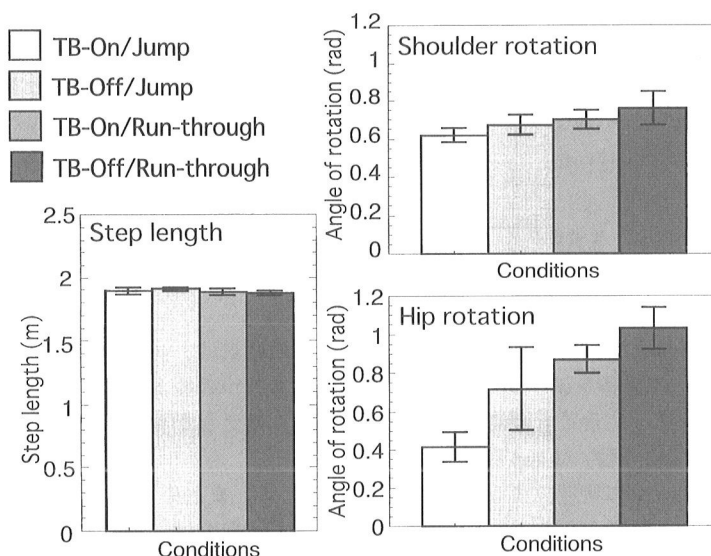 TB-On/Jump
TB-Off/Jump
TB-On/Run-through
TB-Off/Run-through
Shoulder rotation
Angle of rotation (rad)
1.2
1
0.8
0.6
0.4
0.2
0
Conditions
Step length
Step length (m)
2.5
2
1.5
1
0.5
0
Conditions
Hip rotation
Angle of rotation (rad)
1.2
1
0.8
0.6
0.4
0.2
0
Conditions